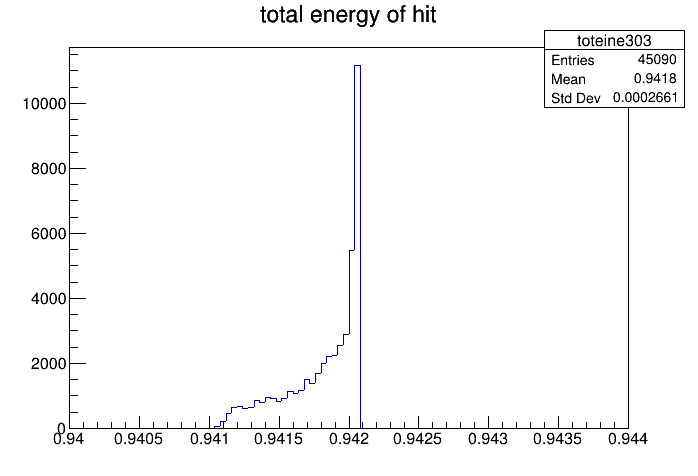 total energy of hit
toteine303
Entries 45090
Mean 0.9418
Std Dev 0.0002661
10000
8000
6000
4000
2000
0
0.94 0.9405 0.941 0.9415 0.942 0.9425 0.943 0.9435 0.944